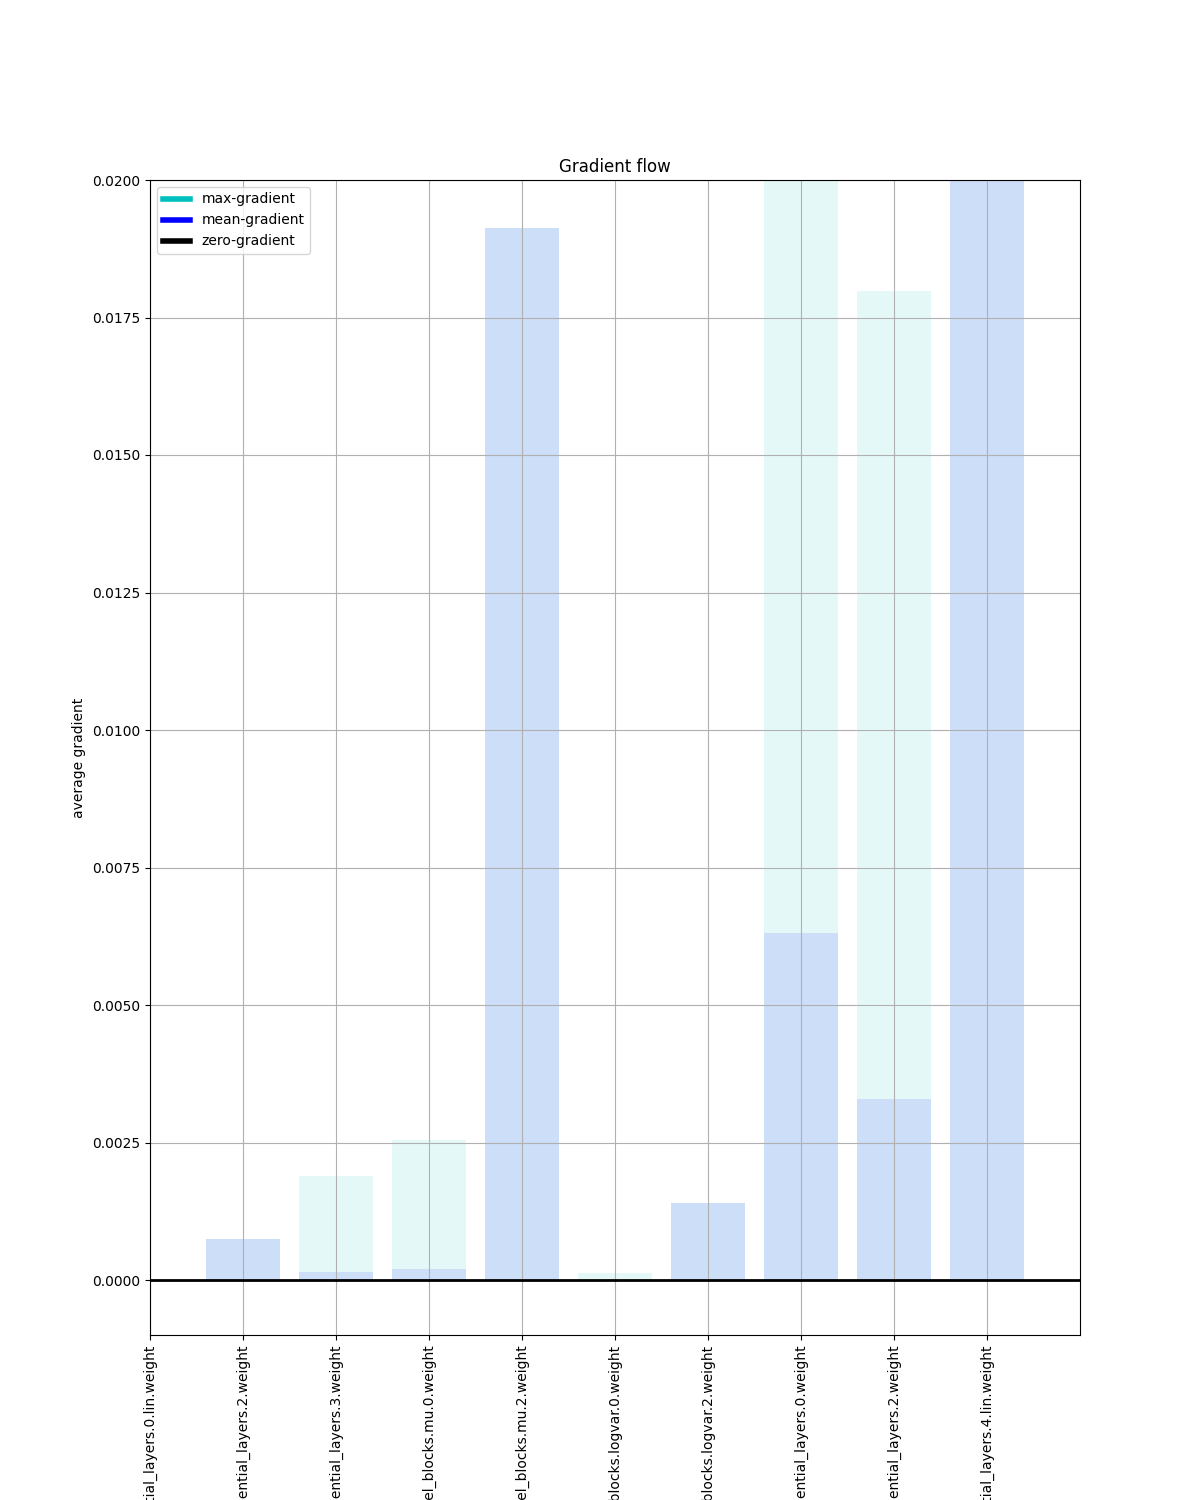 Gradient flow
max-gradient
mean-gradient
zero-gradient
0.0200
0.0175
0.0150
0.0125
0.0100
0.0075
0.0050
0.0025
0.0000
average gradient
tial_layers.0.lin.weight
ential_layers.2.weight
ential_layers.3.weight
el_blocks.mu.0.weight
el_blocks.mu.2.weight
blocks.logvar.0.weight
blocks.logvar.2.weight
ential_layers.0.weight
ential_layers.2.weight
tial_layers.4.lin.weight